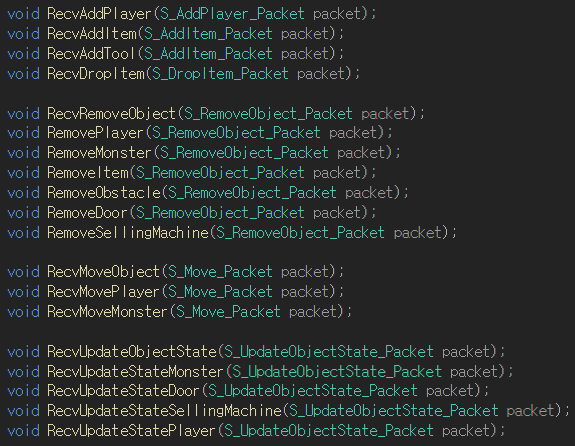 void RecvAddPlayer(S_AddPlayer_Packet packet);
void RecvAddItem(S_AddItem_Packet packet);
void RecvAddTool(S_AddItem_Packet packet);
void RecvDropItem(S_DropItem_Packet packet);
void RecvRemoveObject(S_RemoveObject_Packet packet);
void RemovePlayer(S_RemoveObject_Packet packet);
void RemoveMonster(S_RemoveObject_Packet packet);
void RemoveItem(S_RemoveObject_Packet packet);
void RemoveObstacle(S_RemoveObject_Packet packet);
void RemoveDoor(S_RemoveObject_Packet packet);
void RemoveSellingMachine(S_RemoveObject_Packet packet);
void RecvMoveObject(S_Move_Packet packet);
void RecvMovePlayer(S_Move_Packet packet);
void RecvMoveMonster(S_Move_Packet packet);
void RecvUpdateObjectState(S_UpdateObjectState_Packet packet);
void RecvUpdateStateMonster(S_UpdateObjectState_Packet packet);
void RecvUpdateStateDoor(S_UpdateObjectState_Packet packet);
void RecvUpdateStateSellingMachine(S_UpdateObjectState_Packet packet);
void RecvUpdateStatePlayer(S_UpdateObjectState_Packet packet);